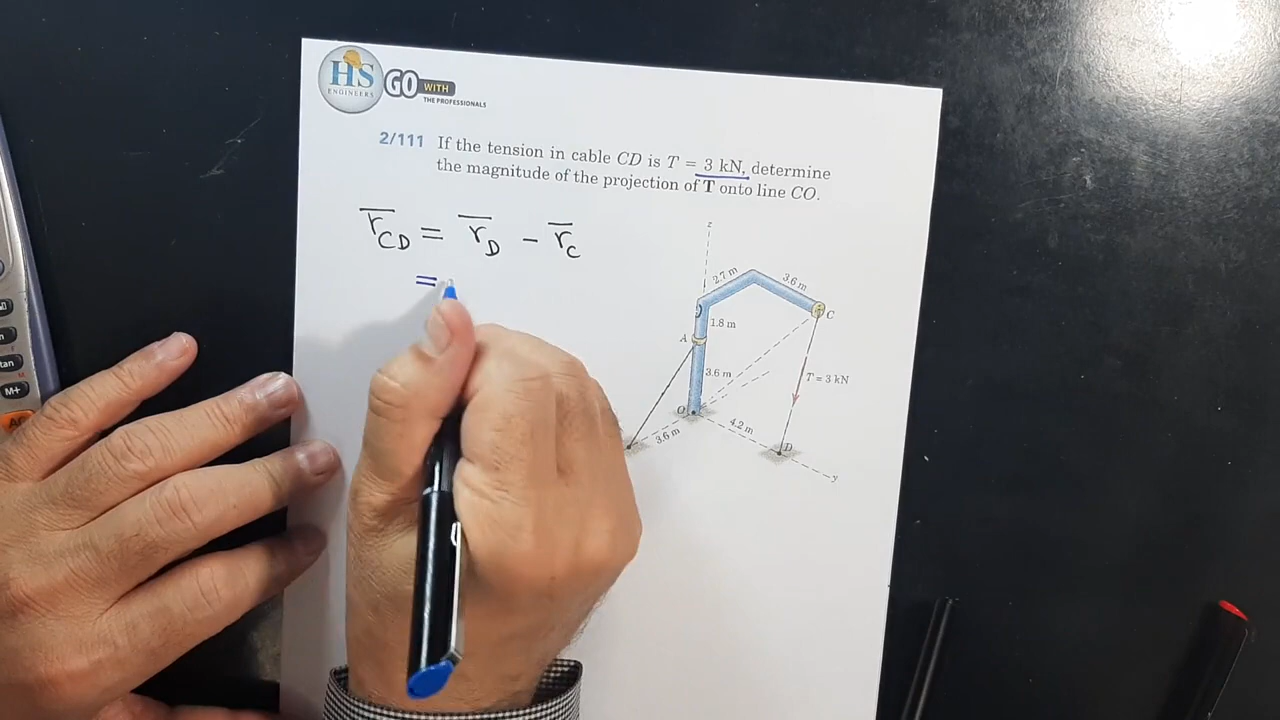 HS
ENGINEERS
GO WITH
THE PROFESSIONALS
2/111 If the tension in cable CD is T = 3 kN, determine
the magnitude of the projection of T onto line CO.
r̅CD = r̅D - r̅C
=
z
2.7 m
3.6 m
C
1.8 m
A
3.6 m
T = 3 kN
O
4.2 m
3.6 m
D
y
tan
M+